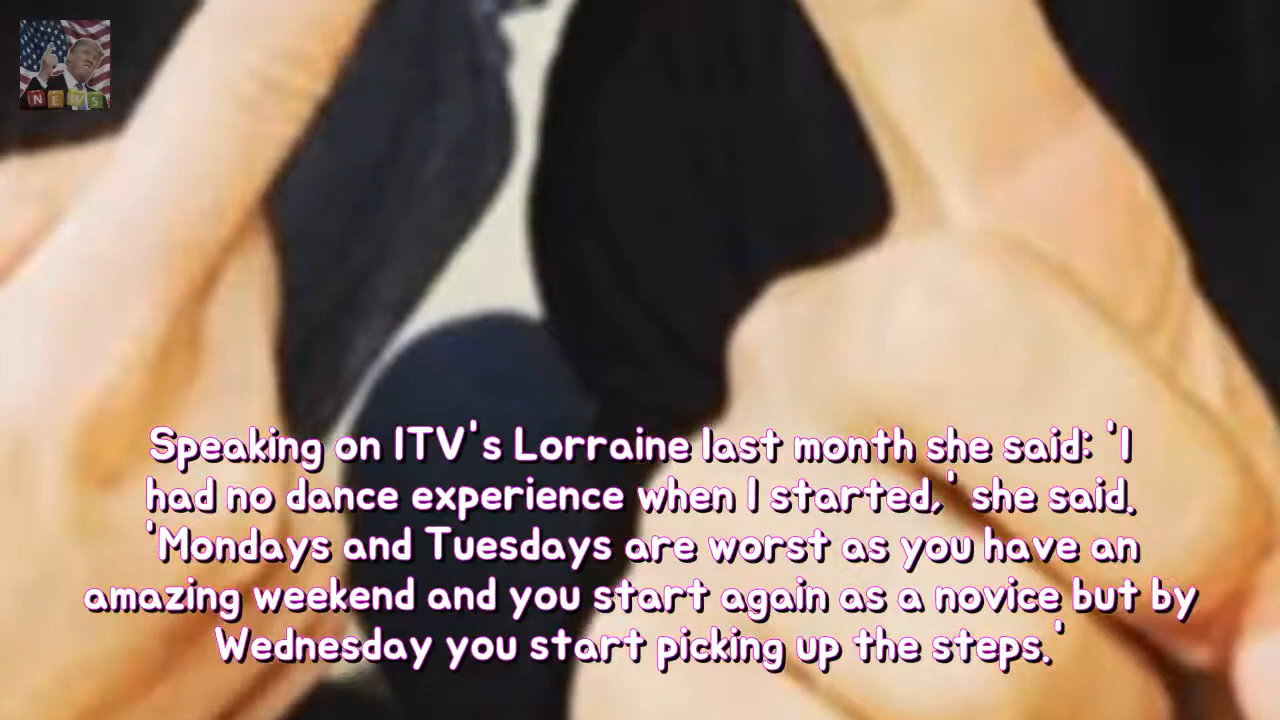 NEWS
Speaking on ITV's Lorraine last month she said: 'I
had no dance experience when I started,' she said.
'Mondays and Tuesdays are worst as you have an
amazing weekend and you start again as a novice but by
Wednesday you start picking up the steps.'